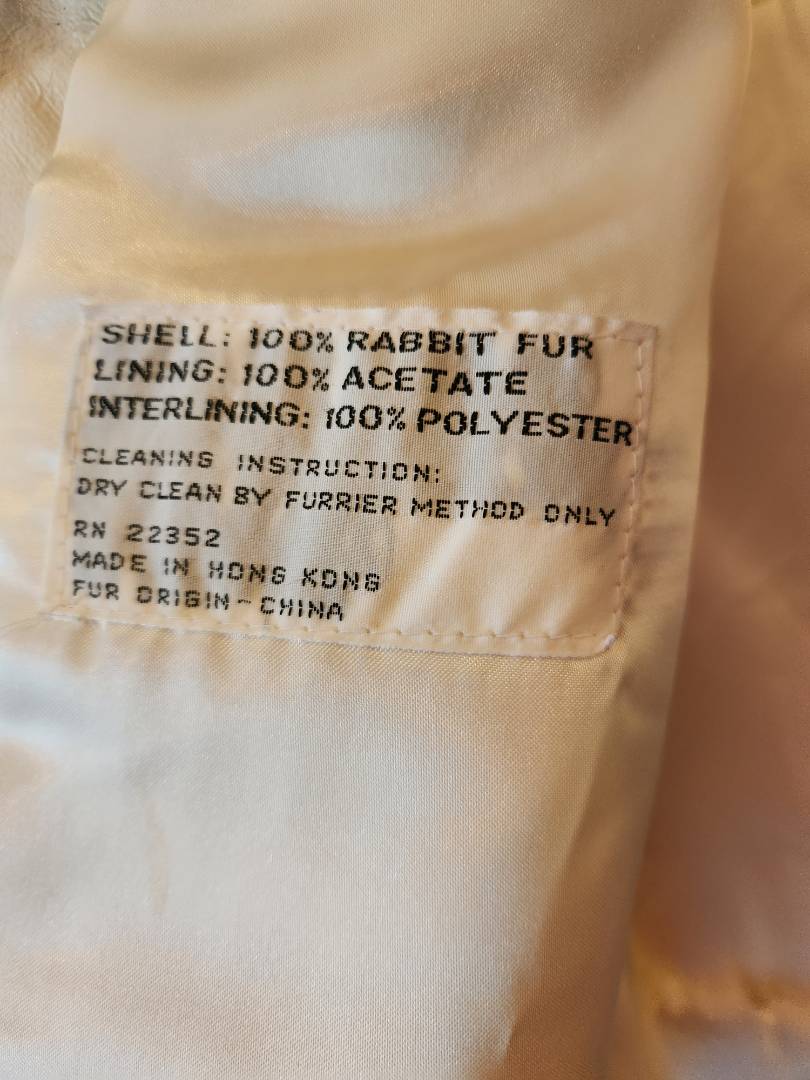 SHELL: 100% RABBIT FUR
LINING: 100% ACETATE
INTERLINING: 100% POLYESTER
CLEANING INSTRUCTION:
DRY CLEAN BY FURRIER METHOD ONLY
RN 22352
MADE IN HONG KONG
FUR ORIGIN-CHINA